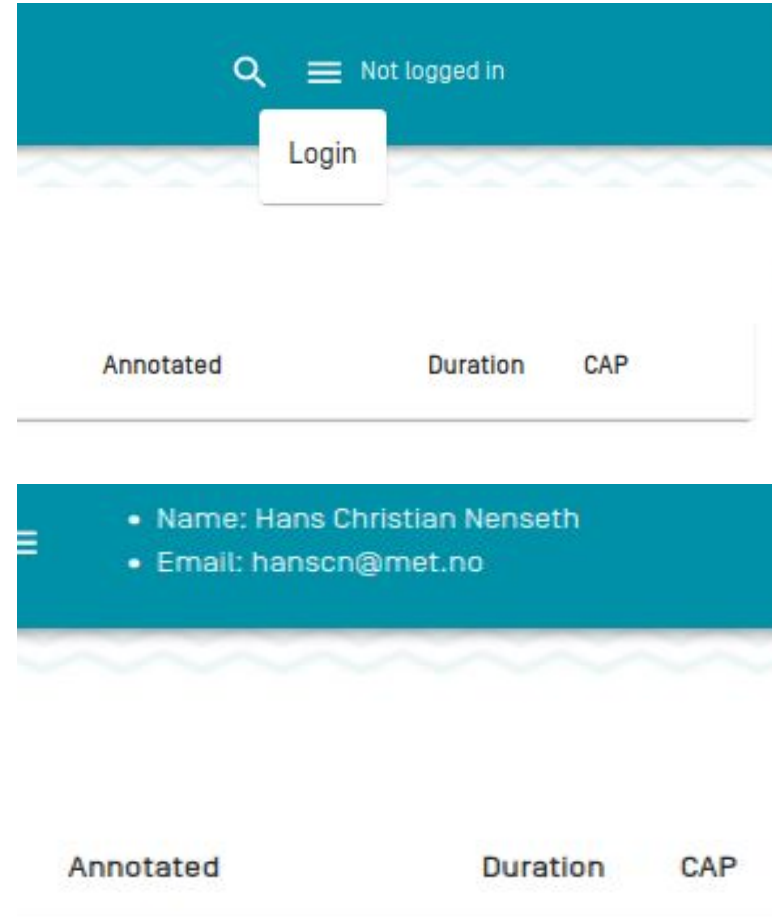 Not logged in
Login
Annotated Duration CAP
• Name: Hans Christian Nenseth
• Email: hanscn@met.no
Annotated Duration CAP